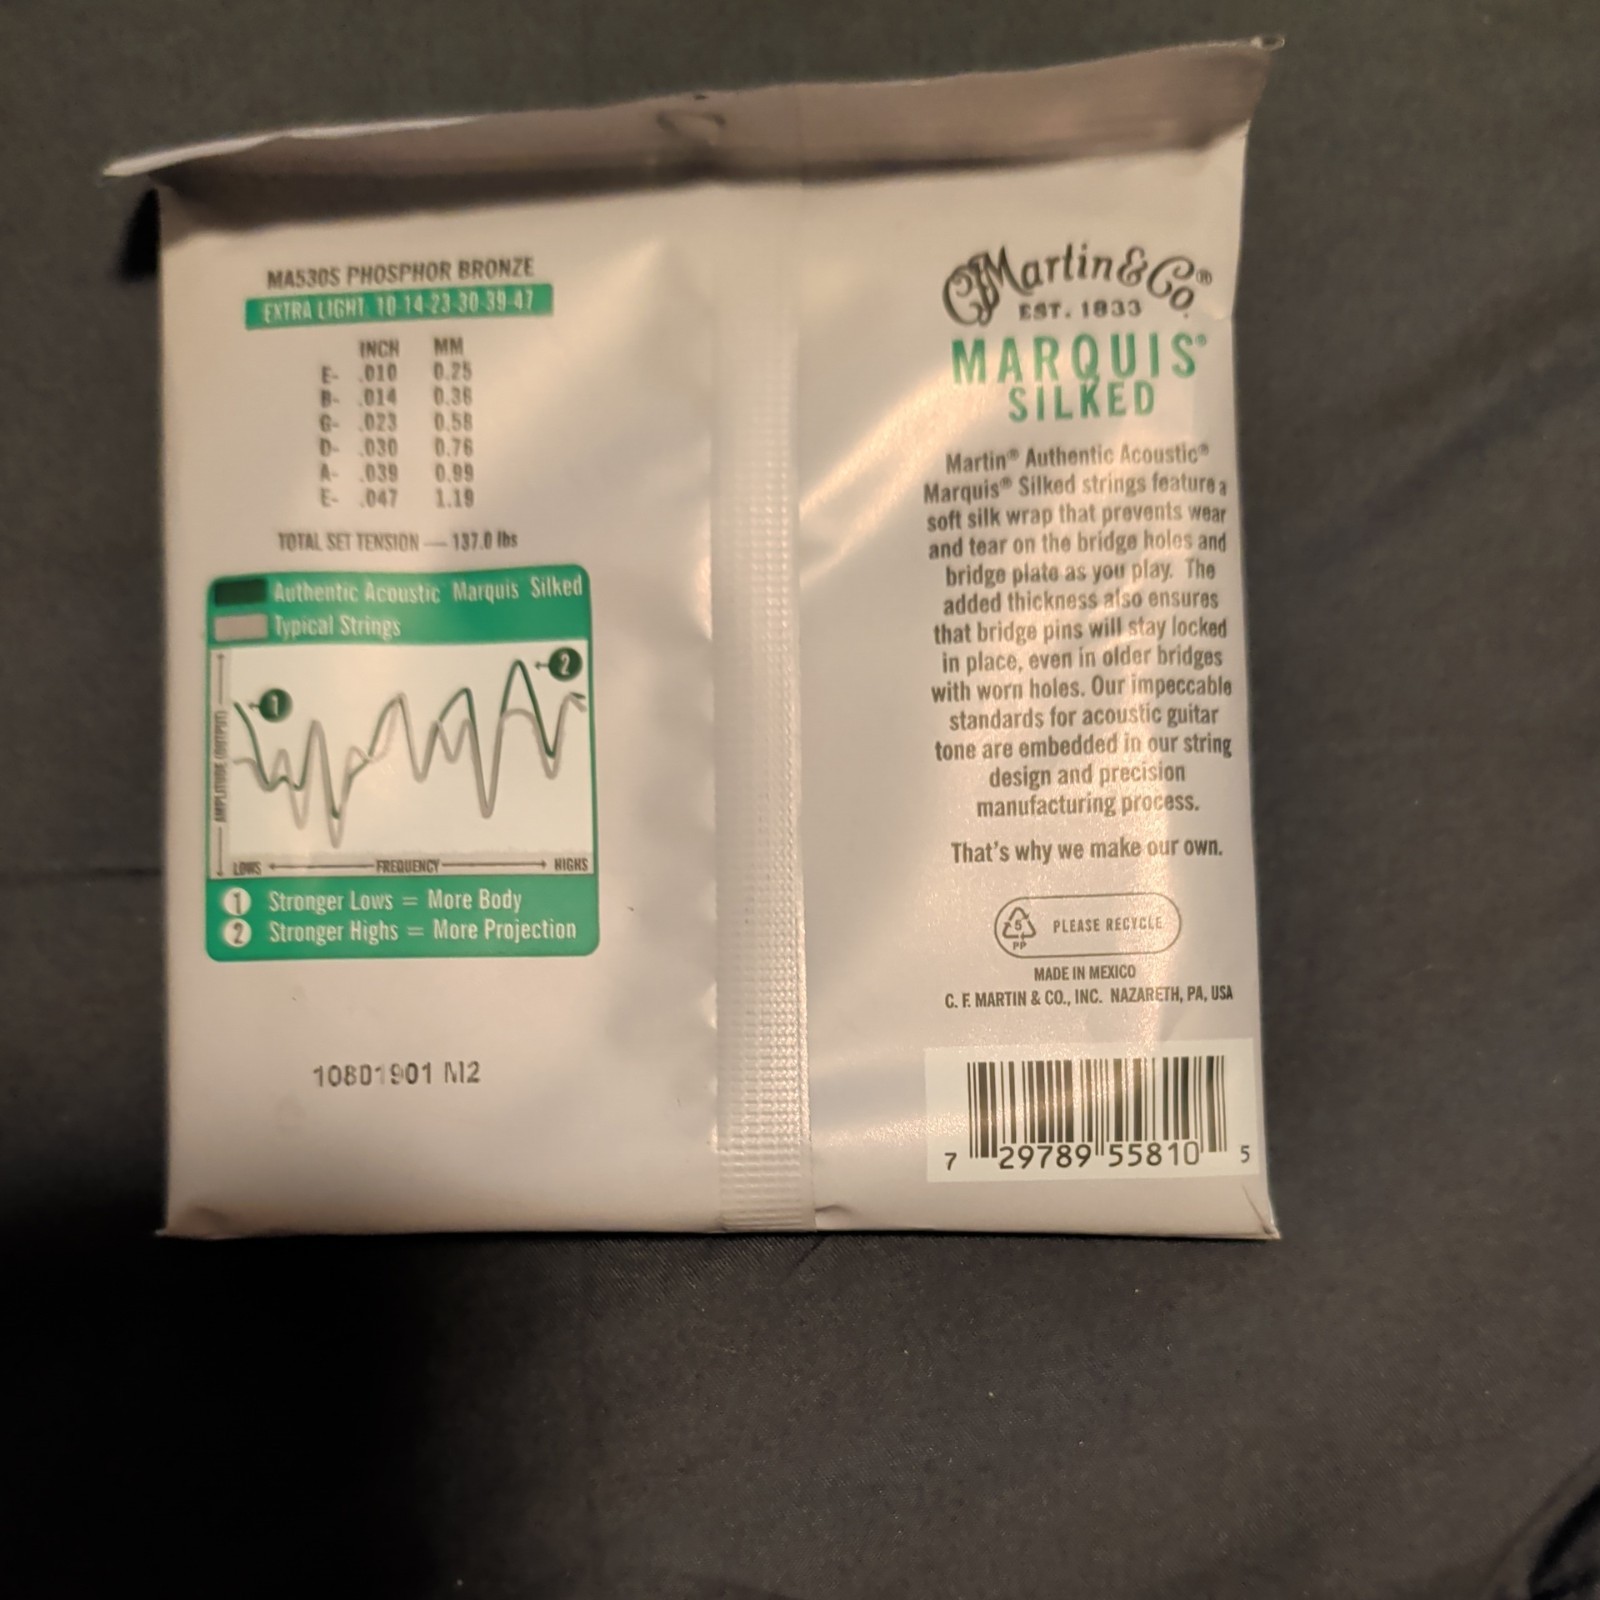 MA530S PHOSPHOR BRONZE
EXTRA LIGHT 10-14-23-30-39-47
INCH MM
E- .010 0.25
B- .014 0.36
G- .023 0.58
D- .030 0.76
A- .039 0.99
E- .047 1.19
TOTAL SET TENSION — 137.0 lbs
Authentic Acoustic Marquis Silked
Typical Strings
1
2
AMPLITUDE (OUTPUT)
LOWS FREQUENCY HIGHS
1 Stronger Lows = More Body
2 Stronger Highs = More Projection
10801901 M2
CF Martin & Co®
EST. 1833
MARQUIS®
SILKED
Martin® Authentic Acoustic®
Marquis® Silked strings feature a
soft silk wrap that prevents wear
and tear on the bridge holes and
bridge plate as you play. The
added thickness also ensures
that bridge pins will stay locked
in place, even in older bridges
with worn holes. Our impeccable
standards for acoustic guitar
tone are embedded in our string
design and precision
manufacturing process.
That's why we make our own.
5
PP
PLEASE RECYCLE
MADE IN MEXICO
C. F. MARTIN & CO., INC. NAZARETH, PA, USA
7 29789 55810 5